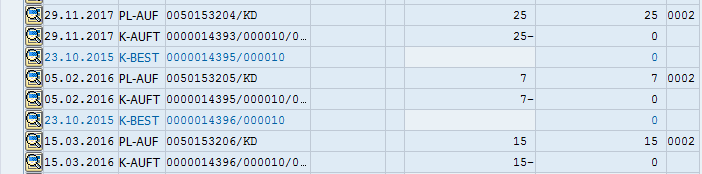 29.11.2017 PL-AUF 0050153204/KD 25 25 0002
29.11.2017 K-AUFT 0000014393/000010/0… 25- 0
23.10.2015 K-BEST 0000014395/000010 0
05.02.2016 PL-AUF 0050153205/KD 7 7 0002
05.02.2016 K-AUFT 0000014395/000010/0… 7- 0
23.10.2015 K-BEST 0000014396/000010 0
15.03.2016 PL-AUF 0050153206/KD 15 15 0002
15.03.2016 K-AUFT 0000014396/000010/0… 15- 0